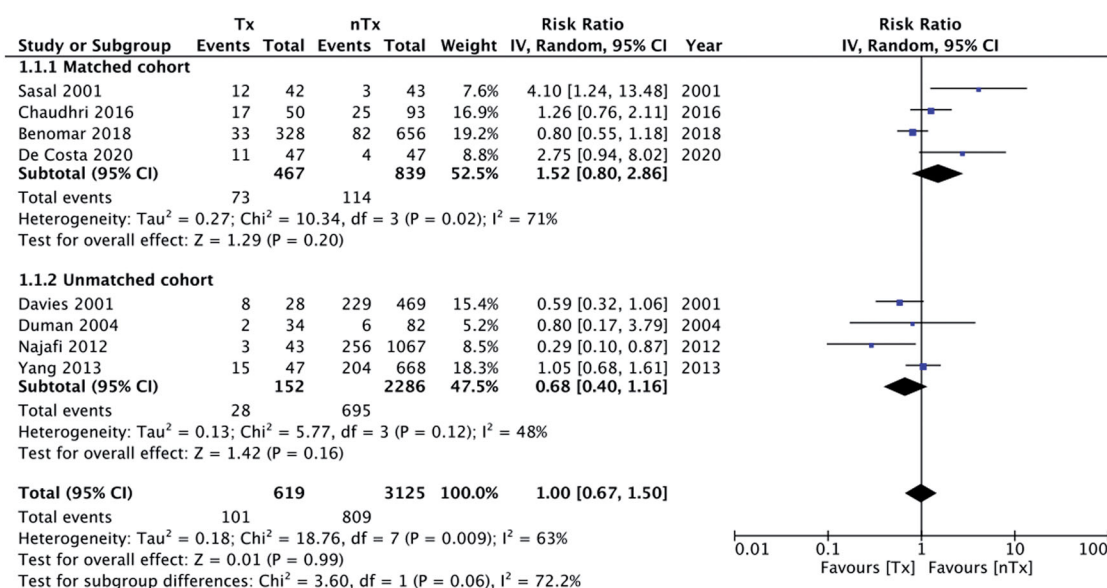 Tx nTx Risk Ratio Risk Ratio
Study or Subgroup Events Total Events Total Weight IV, Random, 95% CI Year IV, Random, 95% CI
1.1.1 Matched cohort
Sasal 2001 12 42 3 43 7.6% 4.10 [1.24, 13.48] 2001
Chaudhri 2016 17 50 25 93 16.9% 1.26 [0.76, 2.11] 2016
Benomar 2018 33 328 82 656 19.2% 0.80 [0.55, 1.18] 2018
De Costa 2020 11 47 4 47 8.8% 2.75 [0.94, 8.02] 2020
Subtotal (95% CI) 467 839 52.5% 1.52 [0.80, 2.86]
Total events 73 114
Heterogeneity: Tau² = 0.27; Chi² = 10.34, df = 3 (P = 0.02); I² = 71%
Test for overall effect: Z = 1.29 (P = 0.20)
1.1.2 Unmatched cohort
Davies 2001 8 28 229 469 15.4% 0.59 [0.32, 1.06] 2001
Duman 2004 2 34 6 82 5.2% 0.80 [0.17, 3.79] 2004
Najafi 2012 3 43 256 1067 8.5% 0.29 [0.10, 0.87] 2012
Yang 2013 15 47 204 668 18.3% 1.05 [0.68, 1.61] 2013
Subtotal (95% CI) 152 2286 47.5% 0.68 [0.40, 1.16]
Total events 28 695
Heterogeneity: Tau² = 0.13; Chi² = 5.77, df = 3 (P = 0.12); I² = 48%
Test for overall effect: Z = 1.42 (P = 0.16)
Total (95% CI) 619 3125 100.0% 1.00 [0.67, 1.50]
Total events 101 809
Heterogeneity: Tau² = 0.18; Chi² = 18.76, df = 7 (P = 0.009); I² = 63%
Test for overall effect: Z = 0.01 (P = 0.99)
Test for subgroup differences: Chi² = 3.60, df = 1 (P = 0.06), I² = 72.2%
0.01 0.1 1 10 100
Favours [Tx] Favours [nTx]